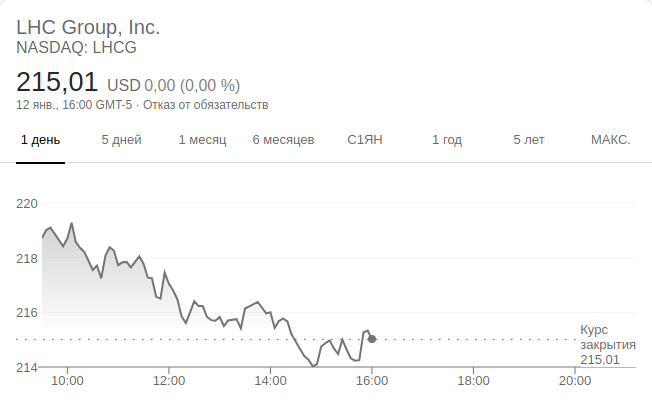 LHC Group, Inc.
NASDAQ: LHCG
215,01 USD 0,00 (0,00 %)
12 янв., 16:00 GMT-5 · Отказ от обязательств
1 день 5 дней 1 месяц 6 месяцев С1ЯН 1 год 5 лет МАКС.
220
218
216
214
Курс
закрытия
215,01
10:00 12:00 14:00 16:00 18:00 20:00